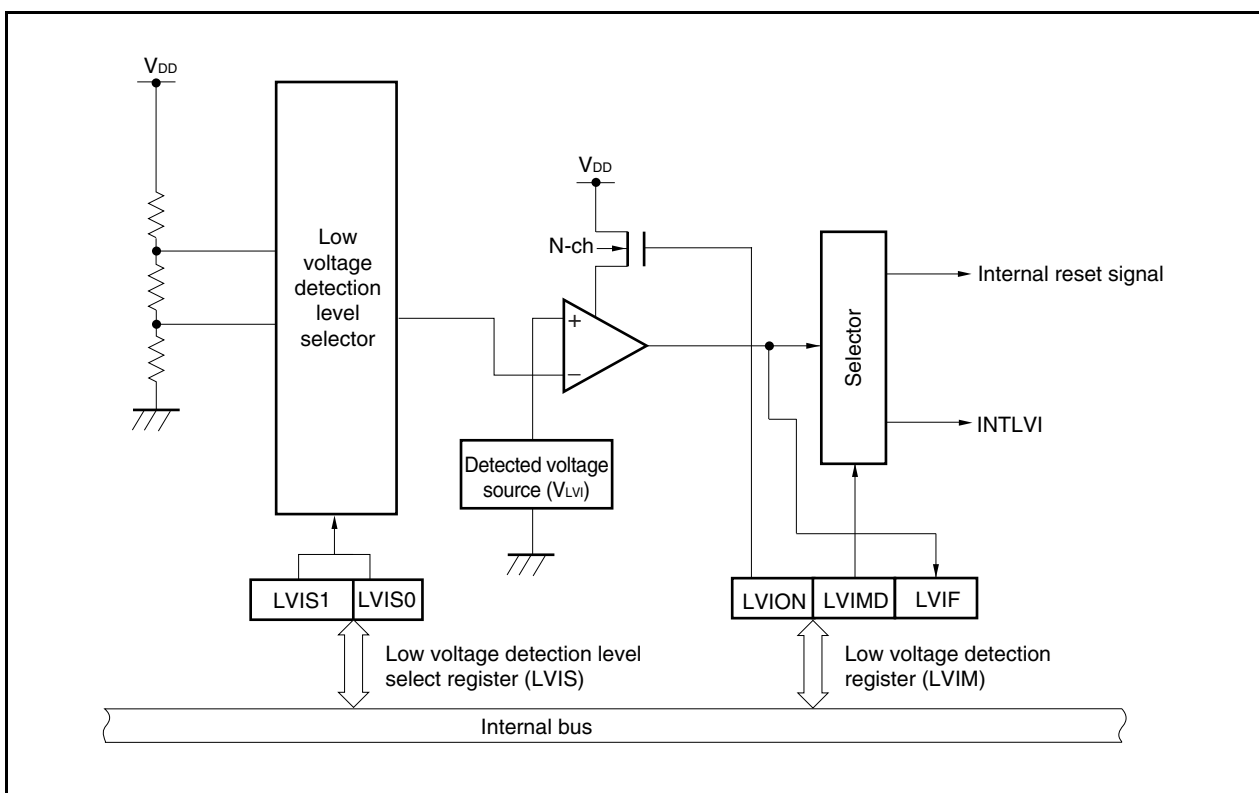 VDD
Low
voltage
detection
level
selector
VDD
N-ch
+
−
Detected voltage
source (VLVI)
Selector
Internal reset signal
INTLVI
LVIS1 LVIS0
LVION LVIMD LVIF
Low voltage detection level
select register (LVIS)
Low voltage detection
register (LVIM)
Internal bus